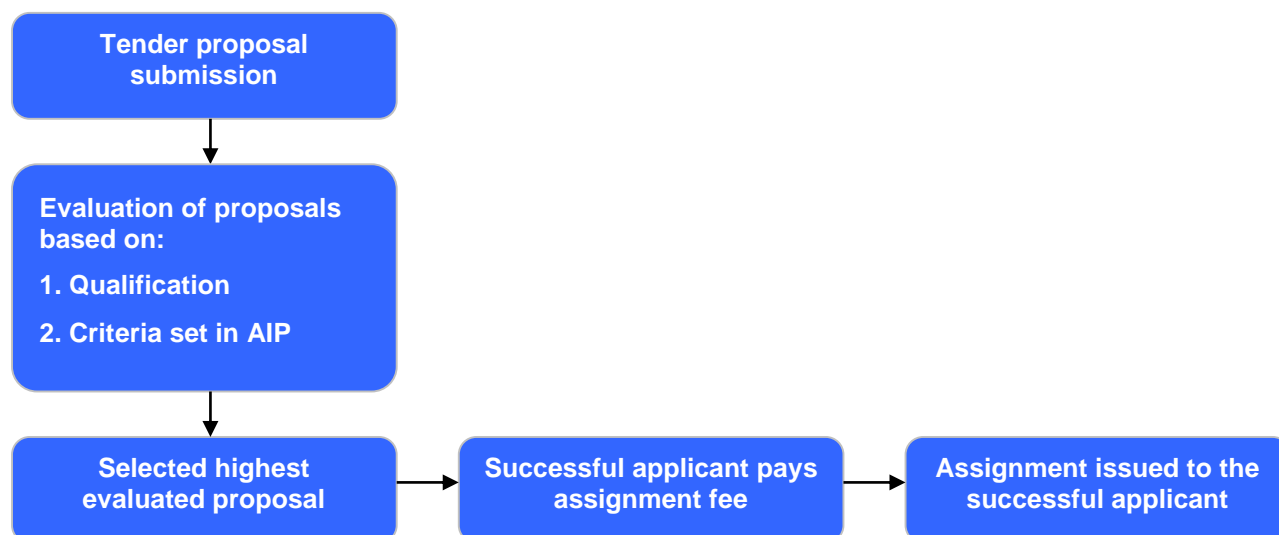 Tender proposal
submission
Evaluation of proposals
based on:
1. Qualification
2. Criteria set in AIP
Selected highest
evaluated proposal
Successful applicant pays
assignment fee
Assignment issued to the
successful applicant